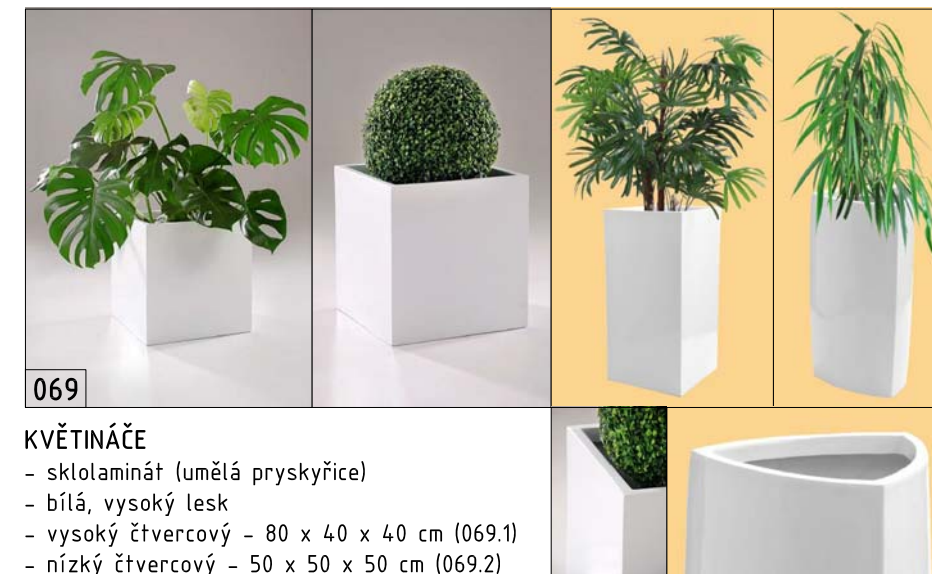 069
KVĚTINÁČE
- sklolaminát (umělá pryskyřice)
- bílá, vysoký lesk
- vysoký čtvercový - 80 x 40 x 40 cm (069.1)
- nízký čtvercový - 50 x 50 x 50 cm (069.2)